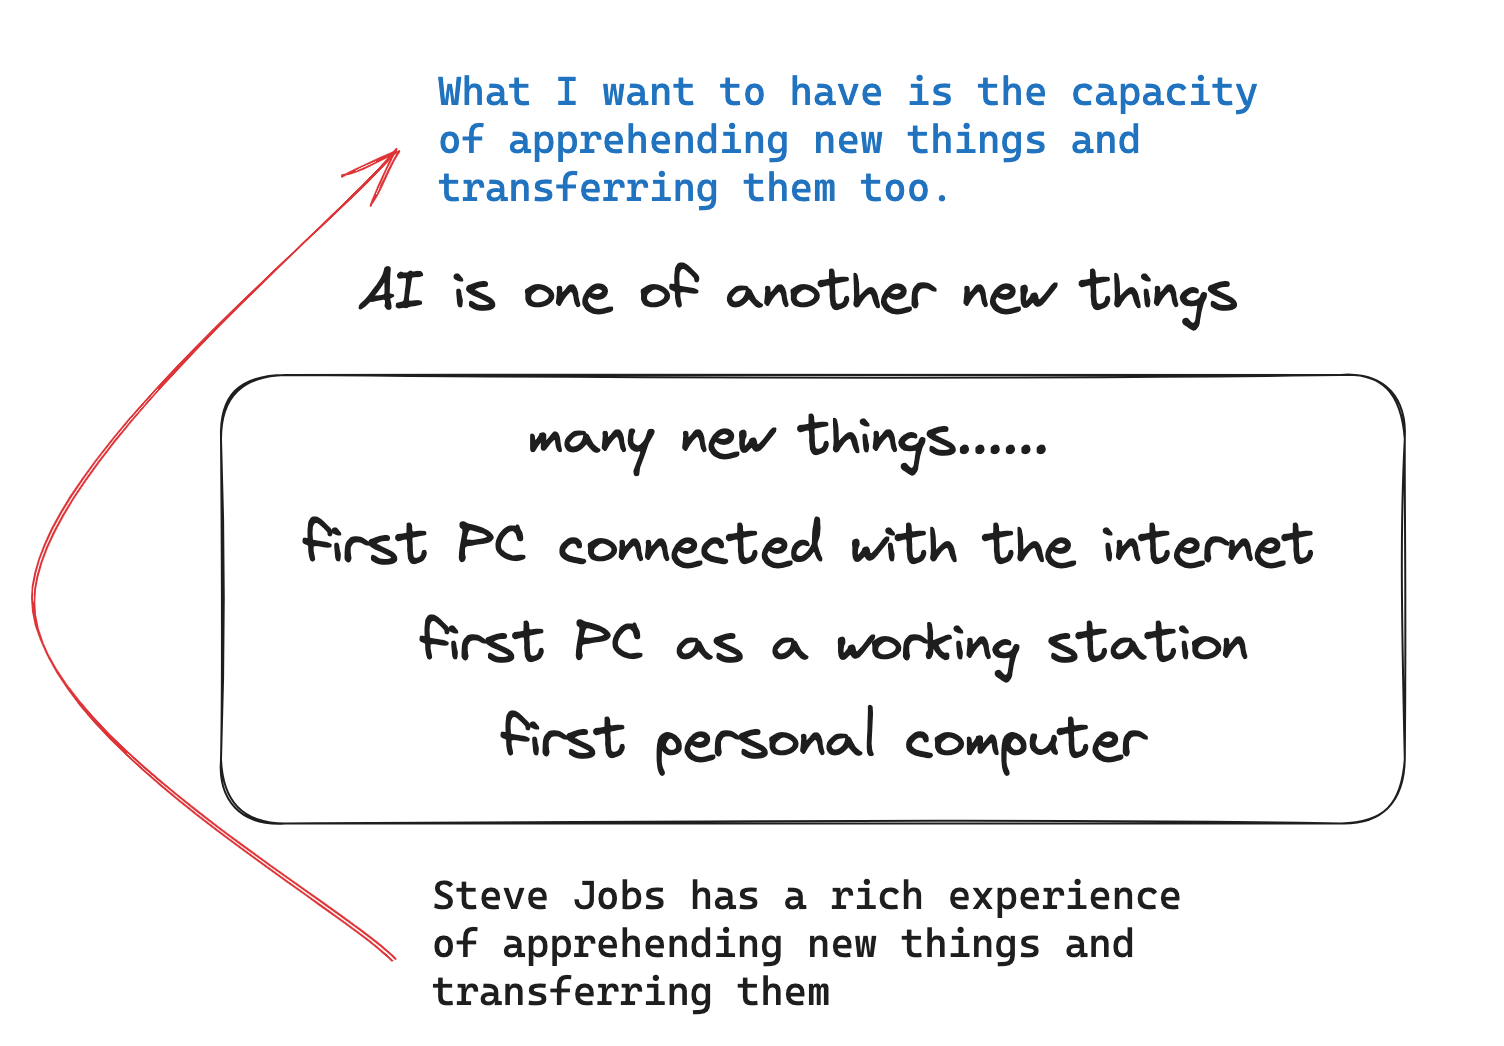 What I want to have is the capacity
of apprehending new things and
transferring them too.
AI is one of another new things
many new things......
first PC connected with the internet
first PC as a working station
first personal computer
Steve Jobs has a rich experience
of apprehending new things and
transferring them